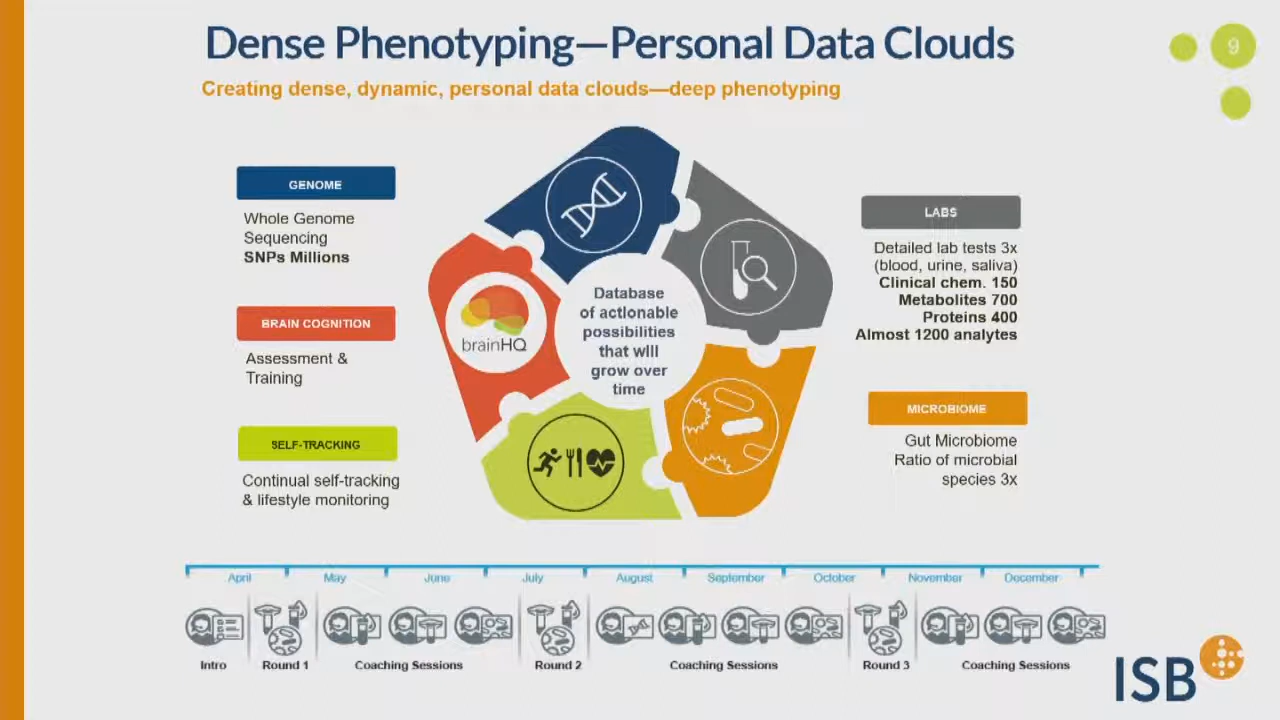 Dense Phenotyping—Personal Data Clouds
9
Creating dense, dynamic, personal data clouds—deep phenotyping
GENOME
Whole Genome
Sequencing
SNPs Millions
BRAIN COGNITION
Assessment &
Training
SELF-TRACKING
Continual self-tracking
& lifestyle monitoring
brainHQ
Database
of actionable
possibilities
that will
grow over
time
LABS
Detailed lab tests 3x
(blood, urine, saliva)
Clinical chem. 150
Metabolites 700
Proteins 400
Almost 1200 analytes
MICROBIOME
Gut Microbiome
Ratio of microbial
species 3x
April May June July August September October November December
Intro Round 1 Coaching Sessions Round 2 Coaching Sessions Round 3 Coaching Sessions
ISB